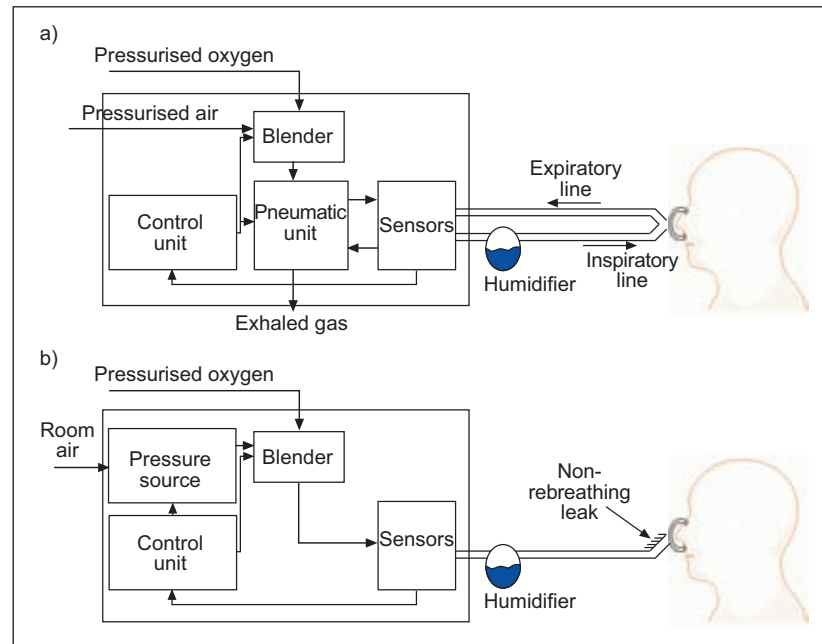 a)
Pressurised oxygen
Pressurised air
Blender
Expiratory
line
Control
unit
Pneumatic
unit
Sensors
Humidifier
Inspiratory
line
Exhaled gas
b)
Pressurised oxygen
Room
air
Pressure
source
Blender
Non-
rebreathing
leak
Control
unit
Sensors
Humidifier